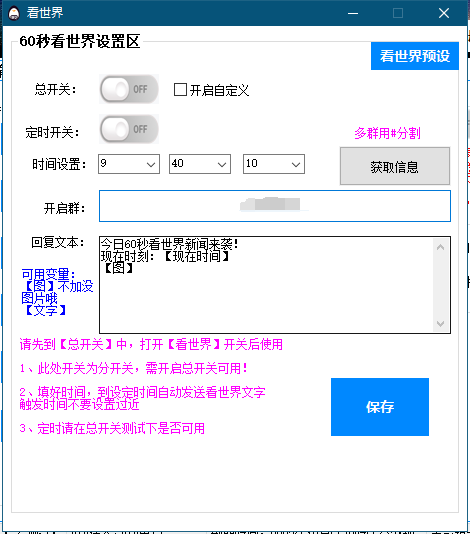 看世界
60秒看世界设置区
看世界预设
总开关：
OFF
开启自定义
定时开关：
OFF
多群用#分割
时间设置：
9
40
10
获取信息
开启群：
回复文本：
今日60秒看世界新闻来袭！
现在时刻：【现在时间】
【图】
可用变量：
【图】不加没
图片哦
【文字】
请先到【总开关】中，打开【看世界】开关后使用
1、此处开关为分开关，需开启总开关可用！
2、填好时间，到设定时间自动发送看世界文字
触发时间不要设置过近
3、定时请在总开关测试下是否可用
保存